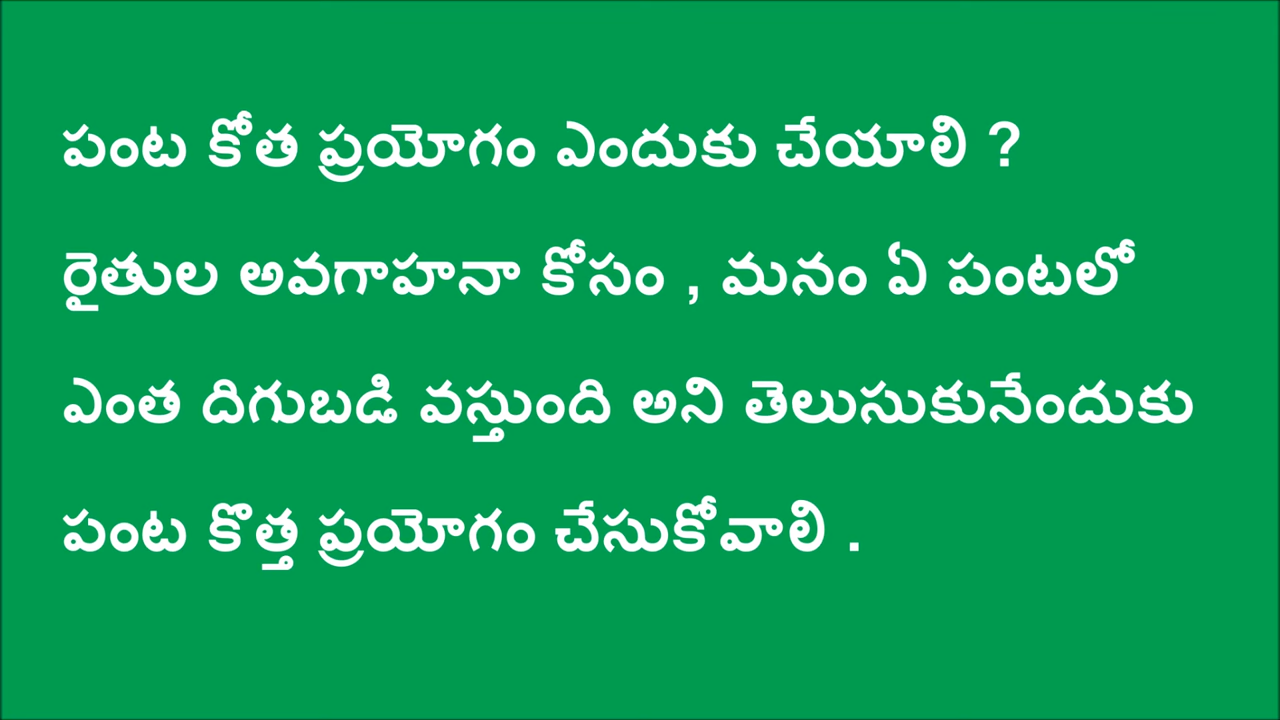 పంట కోత ప్రయోగం ఎందుకు చేయాలి ?
రైతుల అవగాహనా కోసం , మనం ఏ పంటలో
ఎంత దిగుబడి వస్తుంది అని తెలుసుకునేందుకు
పంట కొత్త ప్రయోగం చేసుకోవాలి .